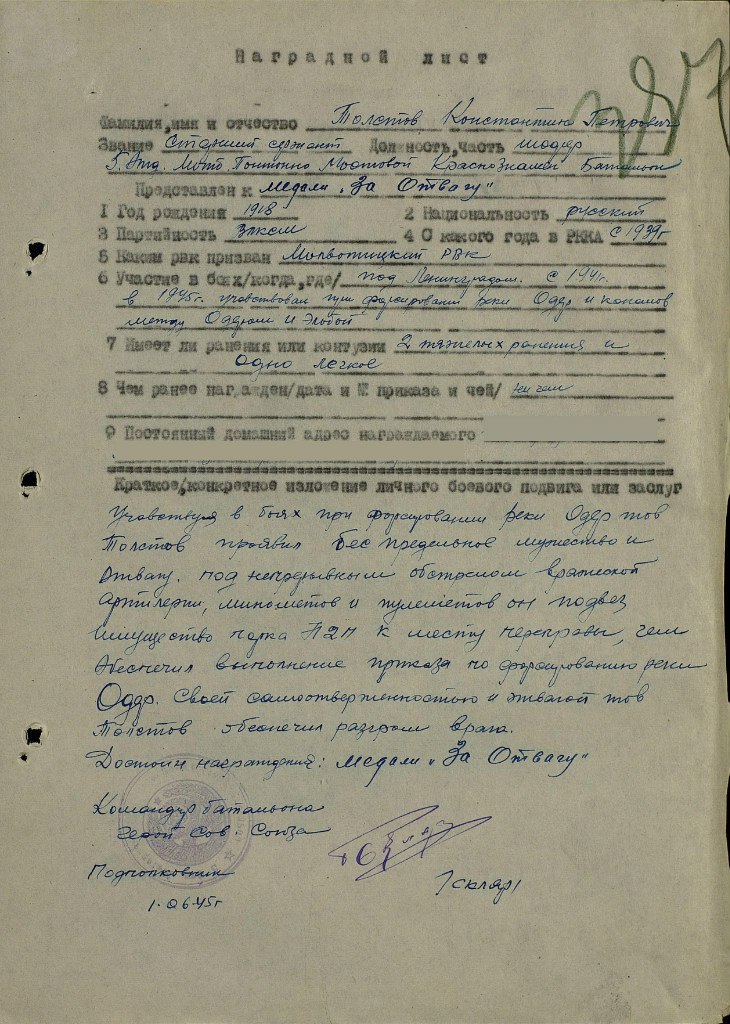 Наградной лист
Фамилия,имя и отчество Толстов Константин Петрович
Звание Старший сержант Должность,часть шофер
7. Отд. Мото. Понтонно Мостовой Краснознамен Батальон
Представлен к Медали „За Отвагу"
I Год рождения 1918 2 Национальность русский
3 Партийность ВЛКСМ 4 С какого года в РККА с 1939г
5 Каким рвк призван Молвотицкий РВК
6 Участие в боях/когда,где/ под Ленинградом. с 1941г.
в 1945г. учавствовал при форсировании реки Одер и каналов
между Оддром и Эльбой
7 Имеет ли ранения или контузии 2 тяжелых ранения и
одно легкое
8 Чем ранее награжден/дата и № приказа и чей/ ничем
9 Постоянный домашний адрес награждаемого
Краткое,конкретное изложение личного боевого подвига или заслуг
Учавствуя в боях при форсировании реки Одер тов
Толстов проявил беспредельное мужество и
отвагу. под непрерывным обстрелом вражеской
артилерии, минометов и пулеметов он подвез
имущество парка Н2П к месту переправы, чем
обеспечил выполнение приказа по форсированию реки
Оддр. Своей самоотверженностью и отвагой тов
Толстов обеспечил разгром врага.
Достоин награждения: Медали „За Отвагу"
Командир батальона
герой Сов. Союза
Подполковник /Скляр/
1.06.45г